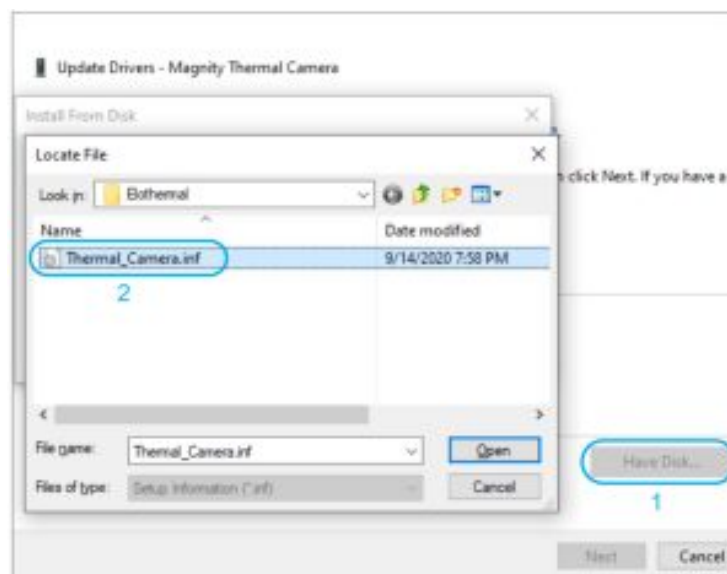 Update Drivers - Magnity Thermal Camera
Install From Disk
Locate File
n click Next. If you have a
Look in: Eothermal
Name Date modified
Thermal_Camera.inf 9/14/2020 7:58 PM
2
File name: Thermal_Camera.inf Open
Have Disk...
Files of type: Setup Information (*.inf) Cancel
1
Next Cancel